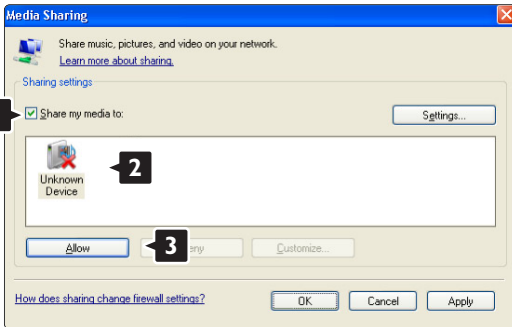 Media Sharing
Share music, pictures, and video on your network.
Learn more about sharing.
Sharing settings
Share my media to:
Settings...
2
Unknown
Device
Allow
3
Customize...
How does sharing change firewall settings?
OK
Cancel
Apply